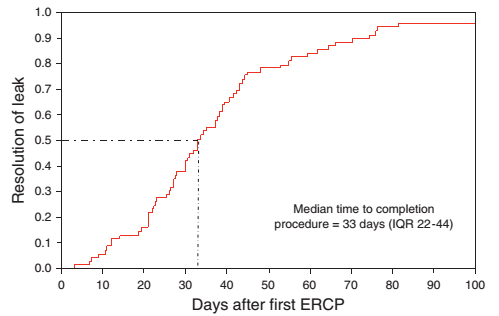 Resolution of leak
1.0
0.9
0.8
0.7
0.6
0.5
0.4
0.3
0.2
0.1
0.0
Median time to completion
procedure = 33 days (IQR 22-44)
0 10 20 30 40 50 60 70 80 90 100
Days after first ERCP